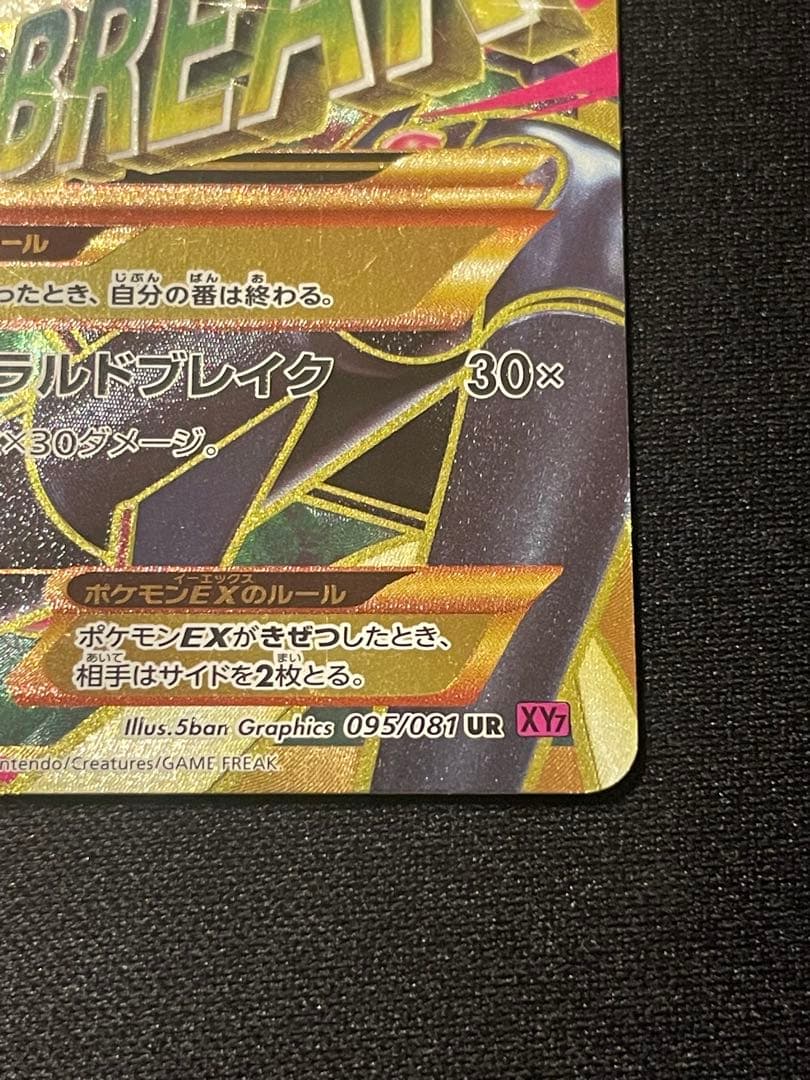 BREAK
ール
ったとき、自分の番は終わる。
ラルドブレイク 30×
×30ダメージ。
ポケモンEXのルール
ポケモンEXがきぜつしたとき、
相手はサイドを2枚とる。
Illus.5ban Graphics 095/081 UR XY7
ntendo/Creatures/GAME FREAK